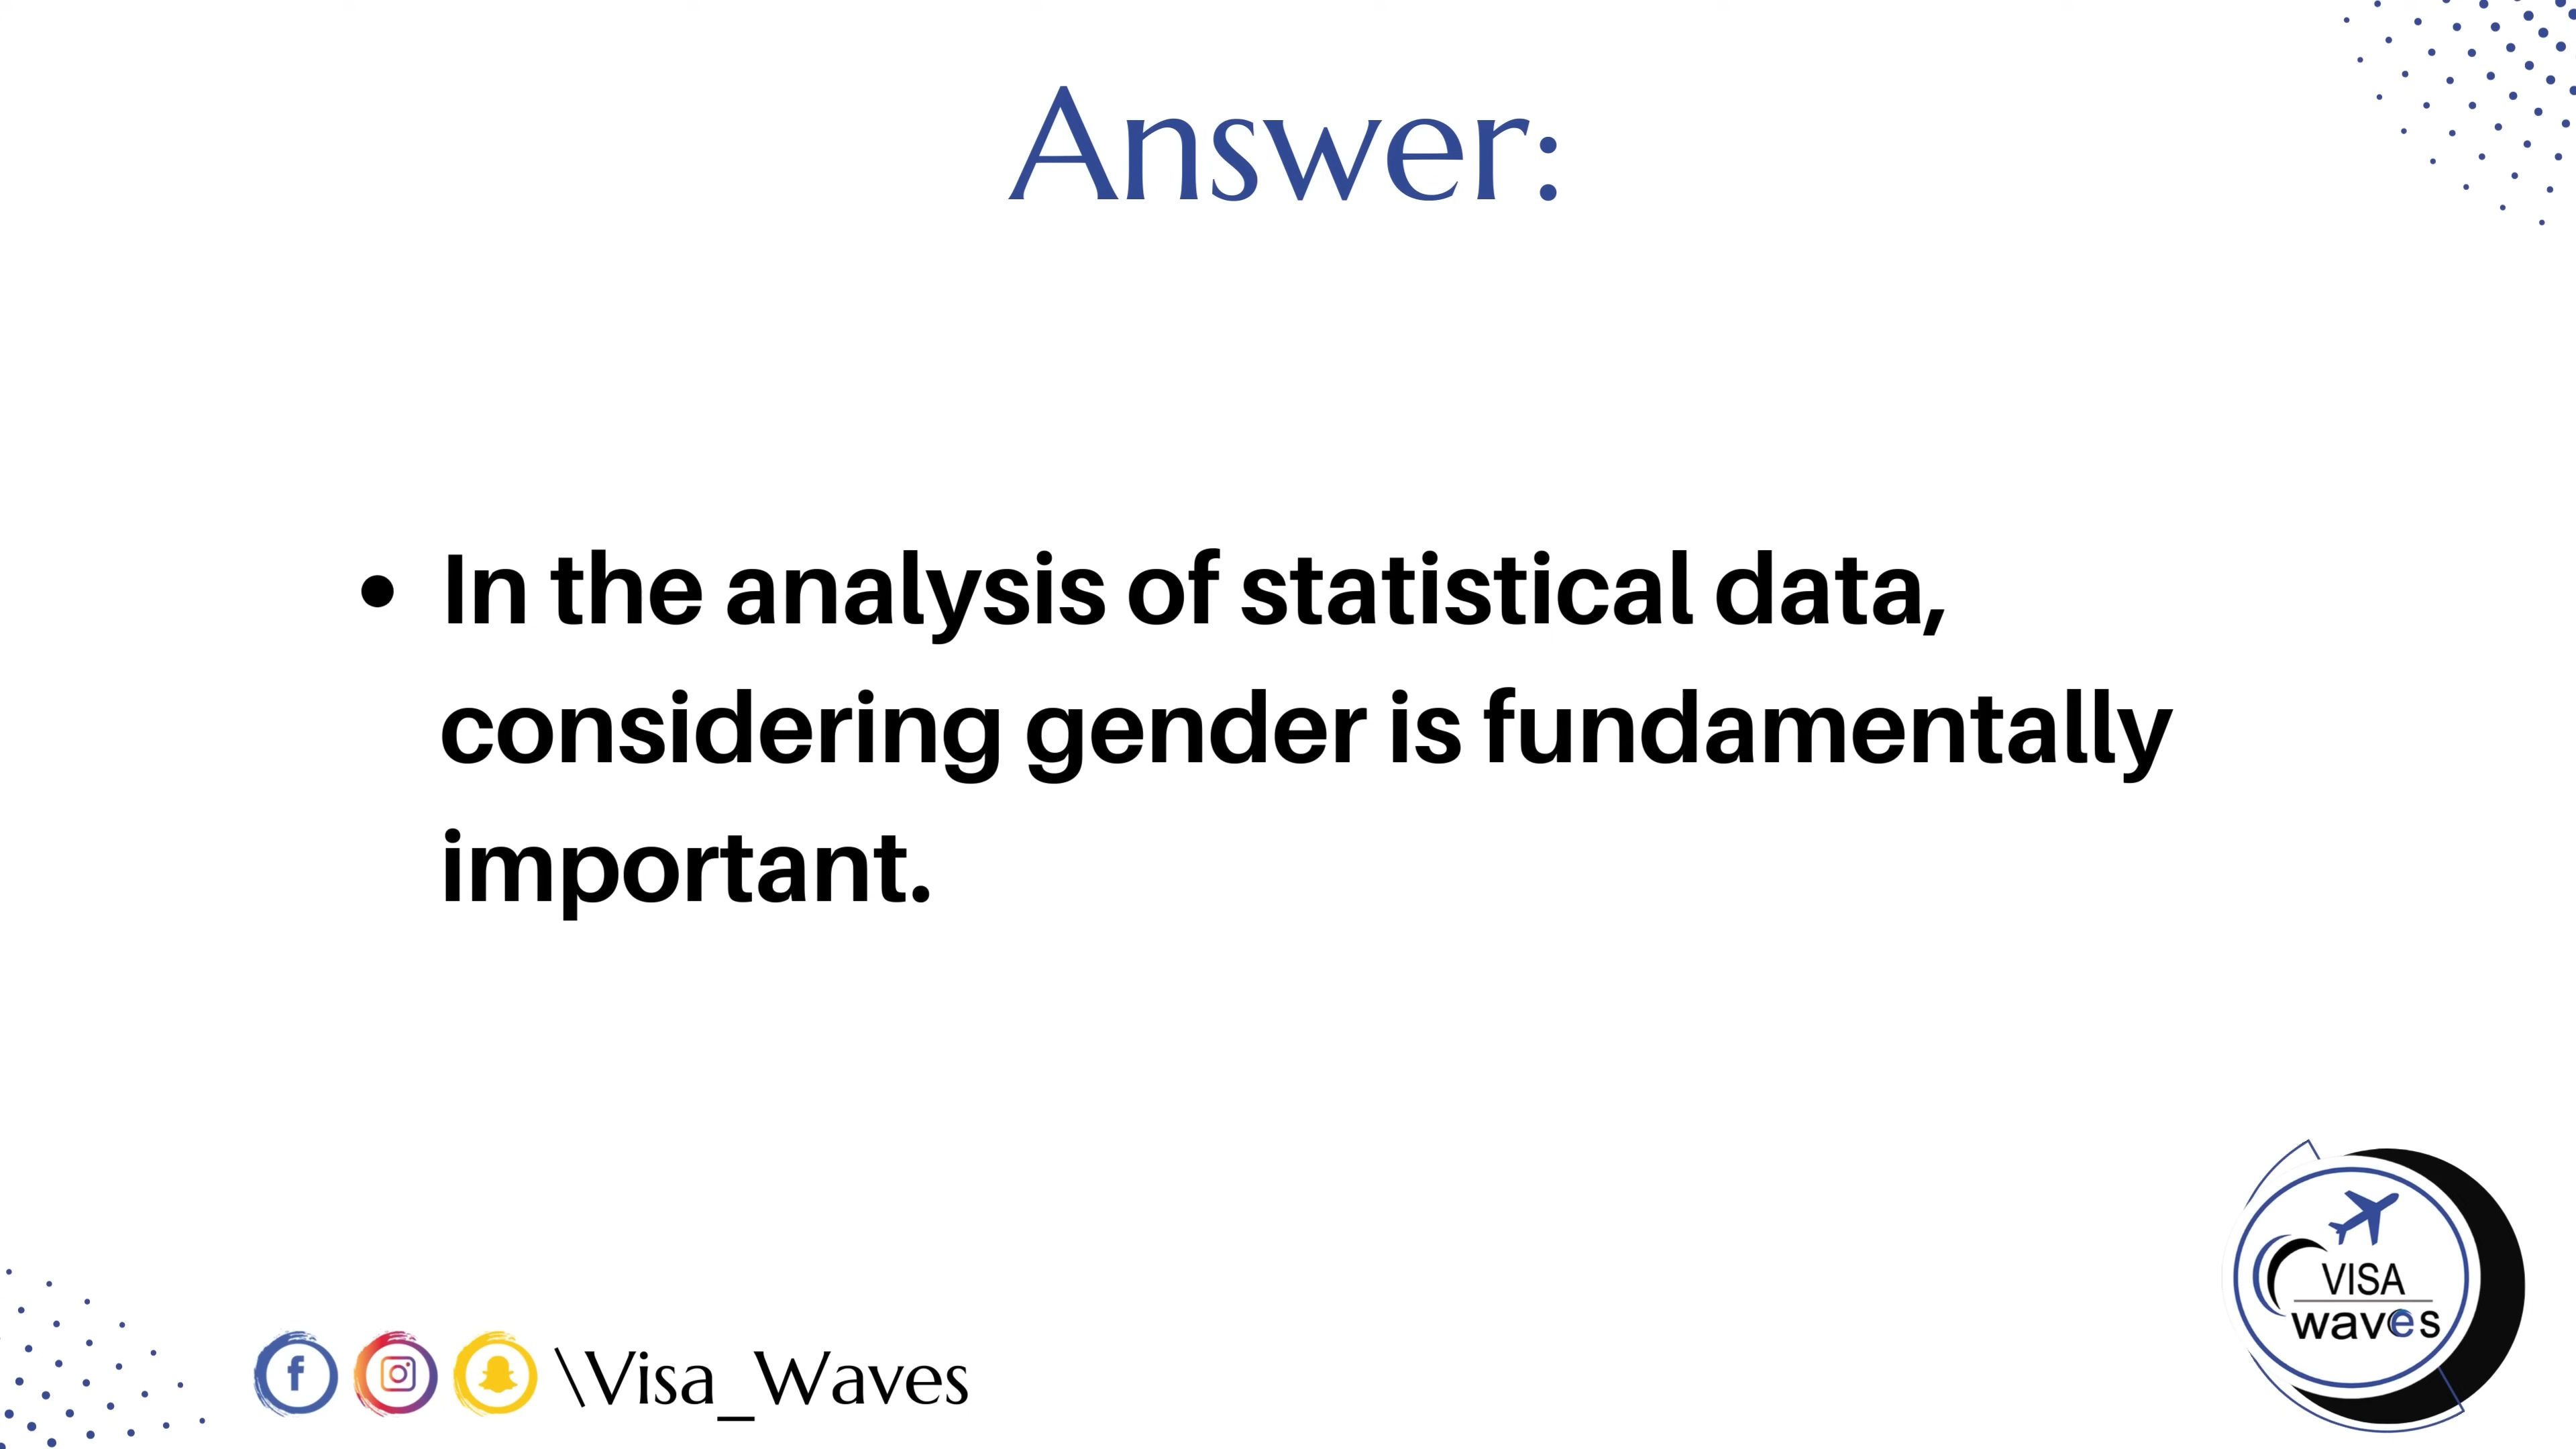 Answer:
• In the analysis of statistical data,
considering gender is fundamentally
important.
VISA
waves
\Visa_Waves